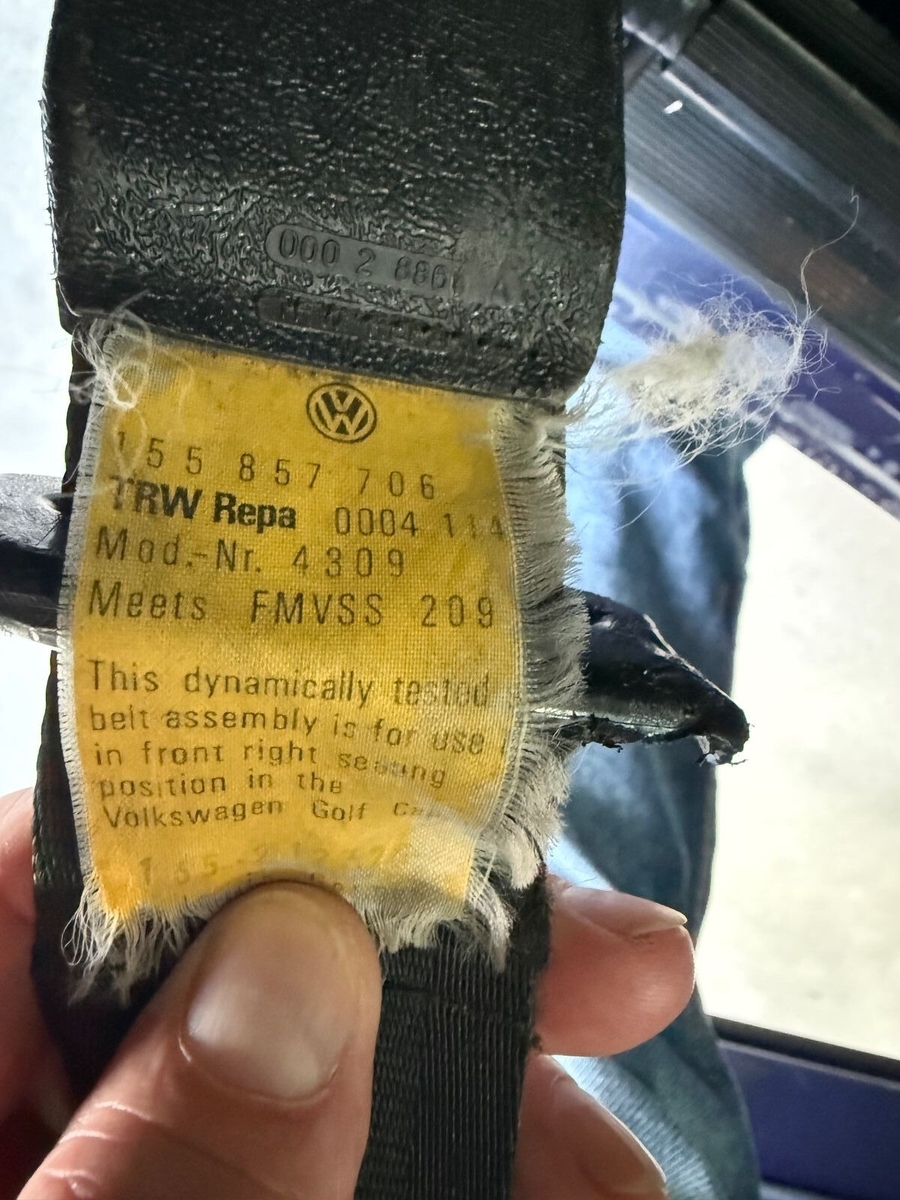 000 2 886
VW
155 857 706
TRW Repa 0004 114
Mod.-Nr. 4309
Meets FMVSS 209
This dynamically tested
belt assembly is for use
in front right seating
position in the
Volkswagen Golf